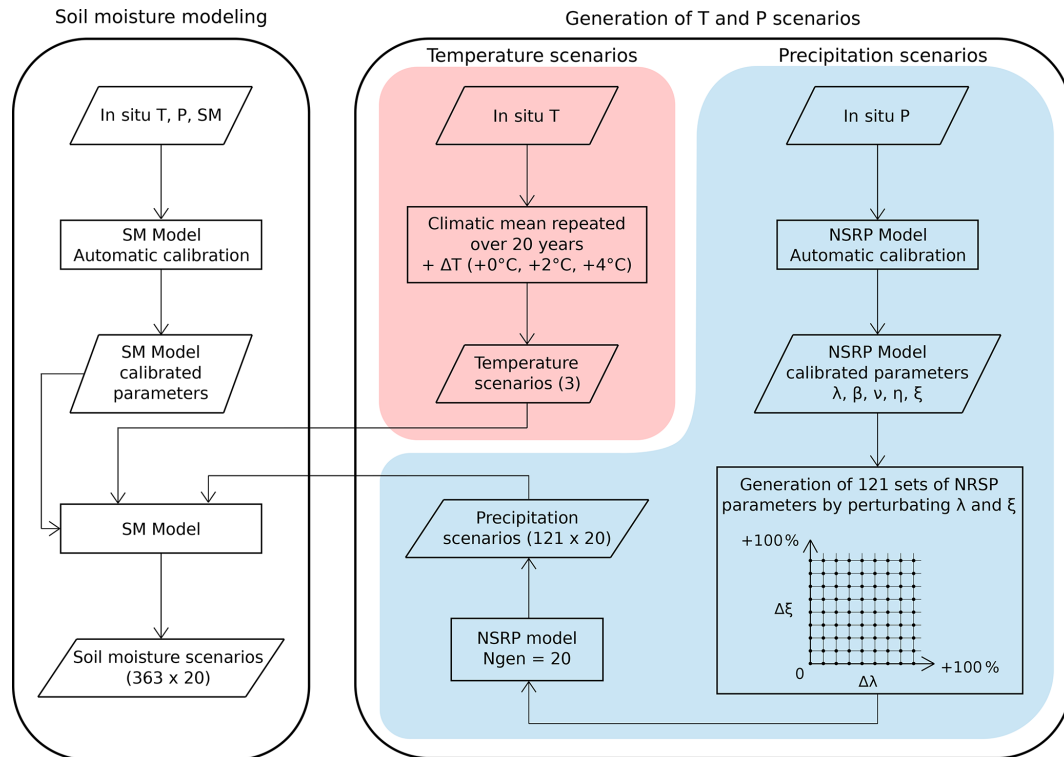 Soil moisture modeling
In situ T, P, SM
SM Model
Automatic calibration
SM Model
calibrated
parameters
SM Model
Soil moisture scenarios
(363 x 20)
Generation of T and P scenarios
Temperature scenarios
In situ T
Climatic mean repeated
over 20 years
+ ΔT (+0°C, +2°C, +4°C)
Temperature
scenarios (3)
Precipitation scenarios
In situ P
NSRP Model
Automatic calibration
NSRP Model
calibrated parameters
λ, β, ν, η, ξ
Generation of 121 sets of NRSP
parameters by perturbating λ and ξ
+100%
Δξ
0
Δλ
+100%
NSRP model
Ngen = 20
Precipitation
scenarios (121 x 20)